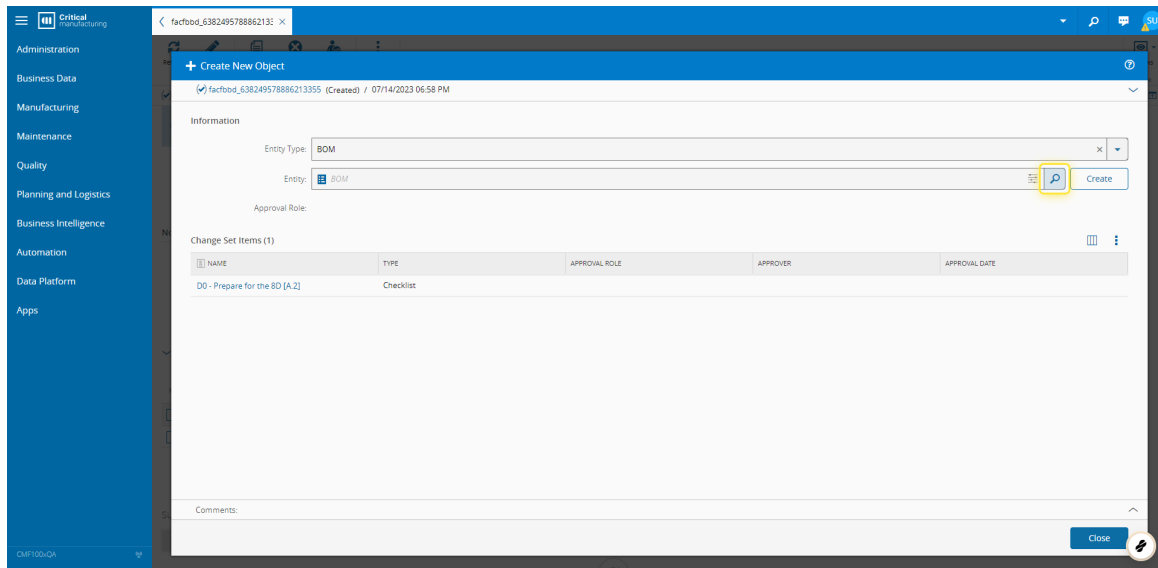 Critical
manufacturing
facfbbd_6382495788862133
SU
Administration
Business Data
Manufacturing
Maintenance
Quality
Planning and Logistics
Business Intelligence
Automation
Data Platform
Apps
CMF100xQA
Create New Object
facfbbd_638249578886213355 (Created) / 07/14/2023 06:58 PM
Information
Entity Type: BOM
Entity: BOM Create
Approval Role:
Change Set Items (1)
NAME TYPE APPROVAL ROLE APPROVER APPROVAL DATE
D0 - Prepare for the 8D [A.2] Checklist
Comments:
Close